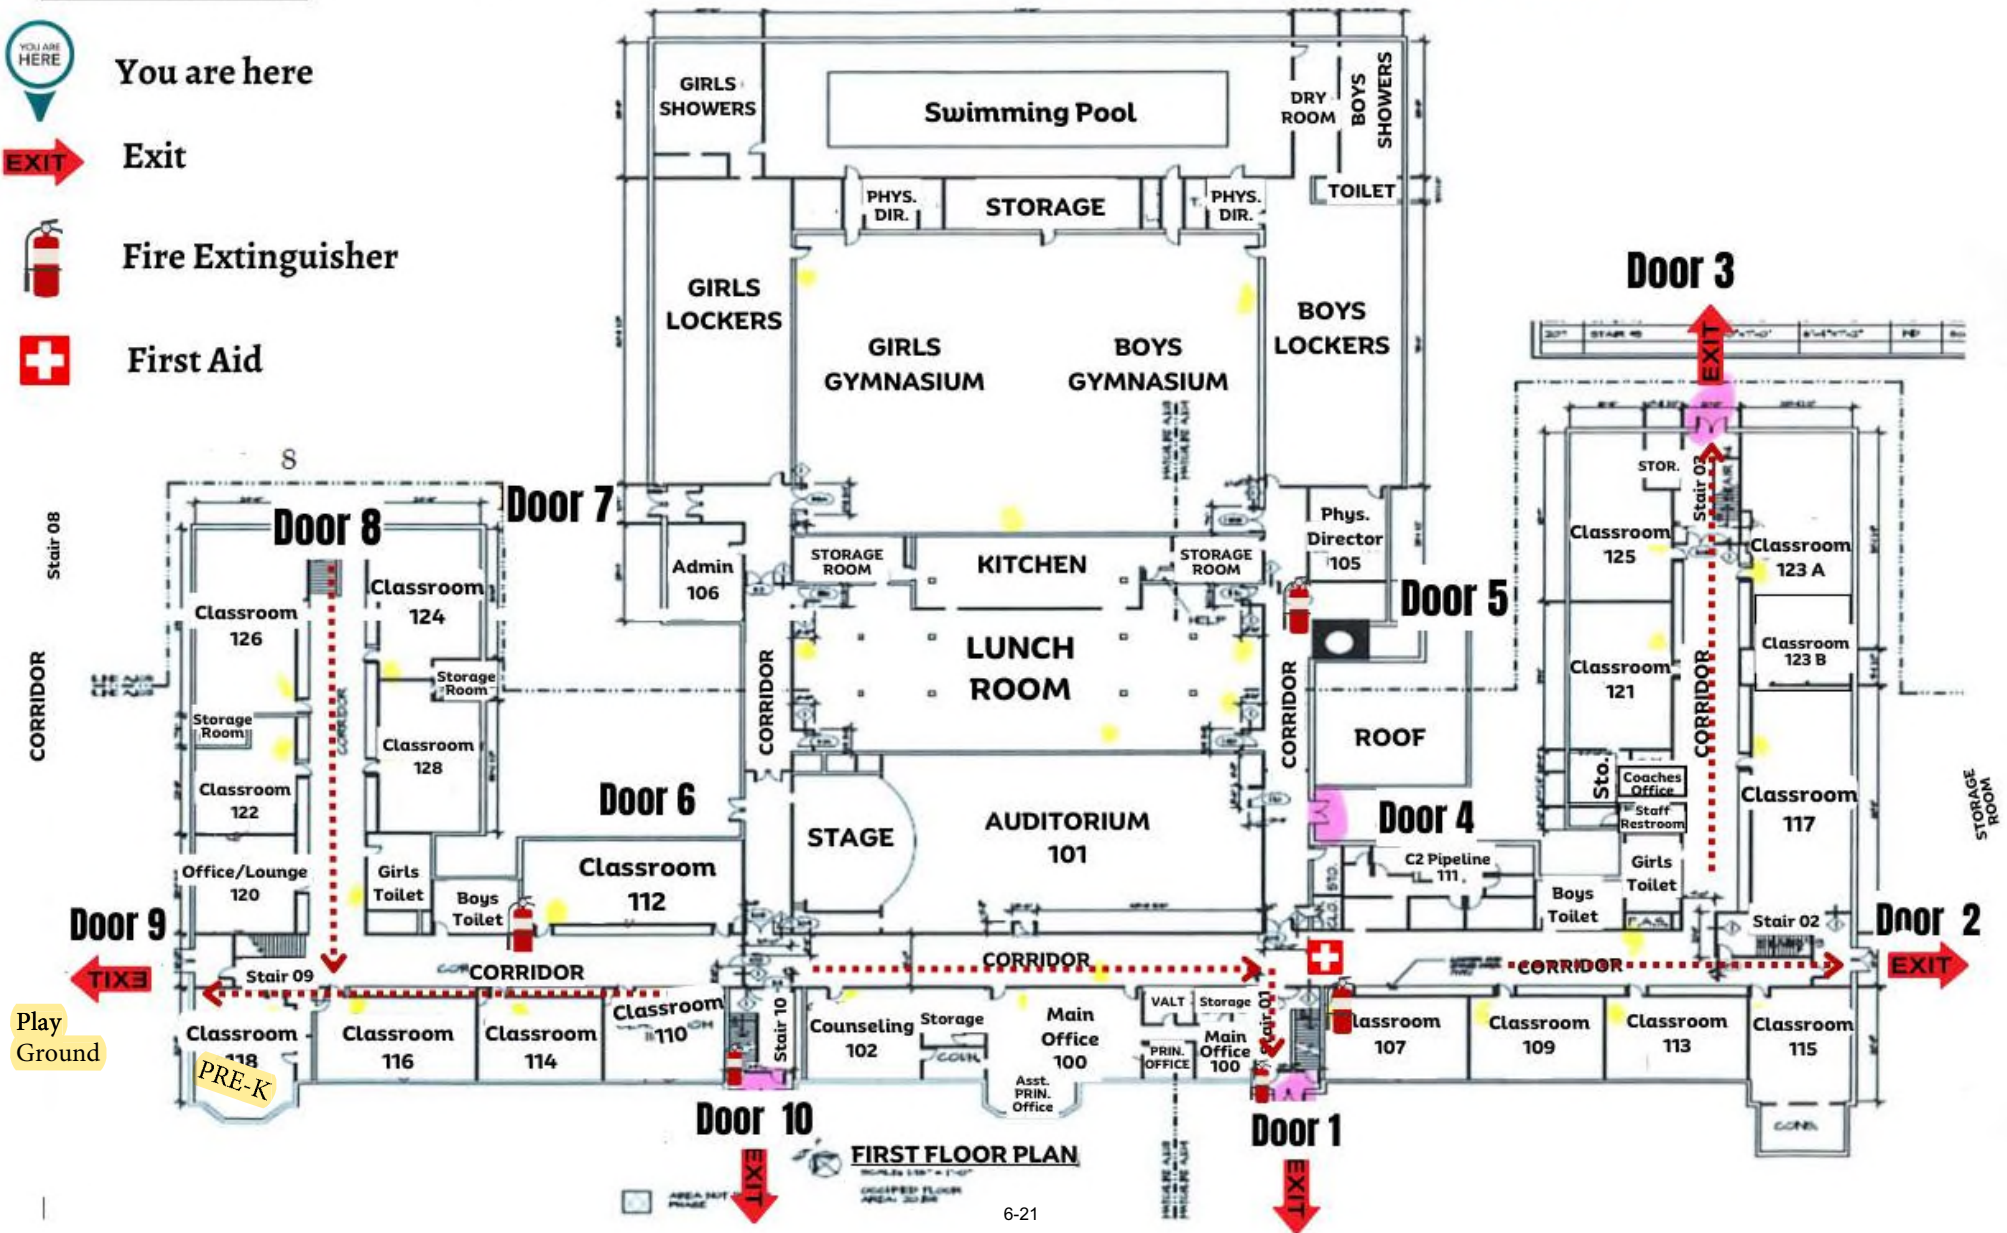 YOU ARE
HERE
You are here
EXIT
Exit
Fire Extinguisher
First Aid
8
Stair 08
CORRIDOR
GIRLS
SHOWERS
Swimming Pool
DRY
ROOM
BOYS
SHOWERS
TOILET
PHYS.
DIR.
STORAGE
PHYS.
DIR.
GIRLS
LOCKERS
GIRLS
GYMNASIUM
BOYS
GYMNASIUM
BOYS
LOCKERS
Door 3
EXIT
Door 7
Door 8
Classroom
126
Classroom
124
Storage
Room
Storage
Room
CORRIDOR
Classroom
128
Classroom
122
Office/Lounge
120
Girls
Toilet
Boys
Toilet
Door 6
Classroom
112
Admin
106
STORAGE
ROOM
KITCHEN
STORAGE
ROOM
HELP
Phys.
Director
105
Door 5
LUNCH
ROOM
CORRIDOR
CORRIDOR
ROOF
STAGE
AUDITORIUM
101
Door 4
C2 Pipeline
111
STO.
STOR.
Stair 03
Classroom
125
Classroom
123 A
Classroom
123 B
Classroom
121
CORRIDOR
Sto.
Coaches
Office
Staff
Restroom
Classroom
117
Girls
Toilet
Boys
Toilet
Stair 02
STORAGE
ROOM
Door 2
EXIT
Door 9
EXIT
Stair 09
CORRIDOR
CORRIDOR
CORRIDOR
Play
Ground
Classroom
118
PRE-K
Classroom
116
Classroom
114
Classroom
110
Stair 10
Counseling
102
Storage
Main
Office
100
Asst.
PRIN.
Office
VALT
Storage
PRIN.
OFFICE
Main
Office
100
Stair 01
lassroom
107
Classroom
109
Classroom
113
Classroom
115
Door 10
EXIT
Door 1
EXIT
FIRST FLOOR PLAN
6-21